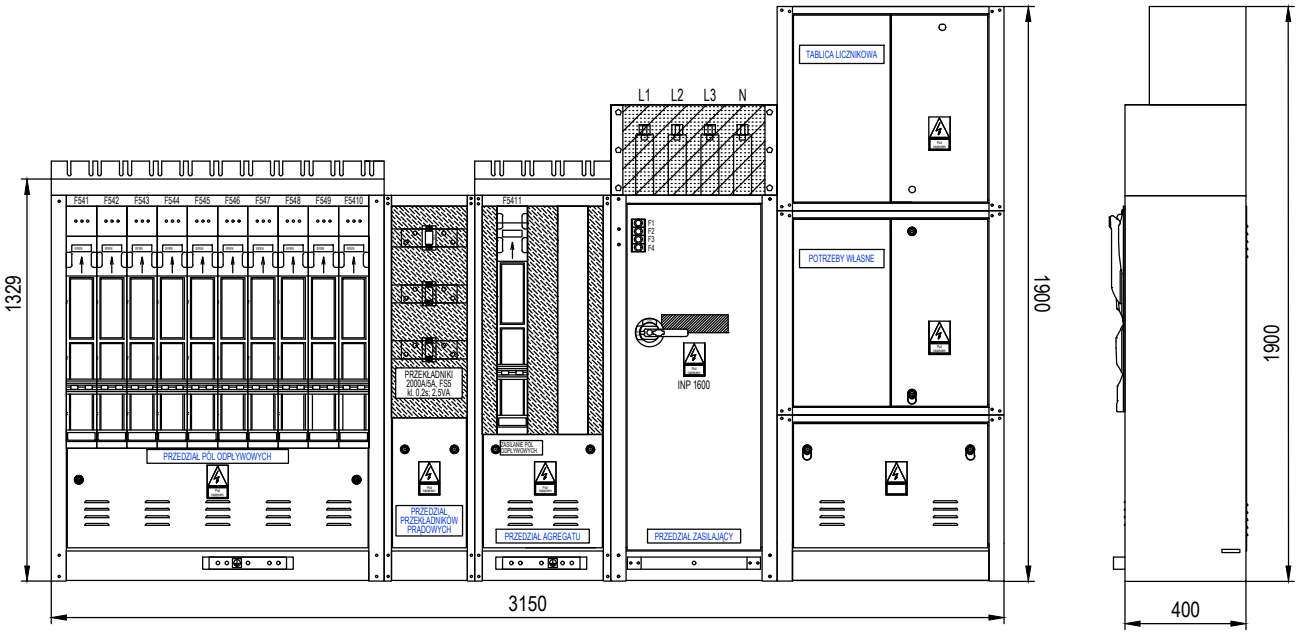 TABLICA LICZNIKOWA
L1 L2 L3 N
F541 F542 F543 F544 F545 F546 F547 F548 F549 F5410
F5411
F1
F2
F3
F4
POTRZEBY WŁASNE
1329
1900
1900
PRZEKŁADNIKI
2000A/5A, FS5
kl. 0,2s; 2,5VA
INP 1600
ZASILANIE PÓL
ODPŁYWOWYCH
PRZEDZIAŁ PÓL ODPŁYWOWYCH
PRZEDZIAŁ
PRZEKŁADNIKÓW
PRĄDOWYCH
PRZEDZIAŁ AGREGATU
PRZEDZIAŁ ZASILAJĄCY
3150
400